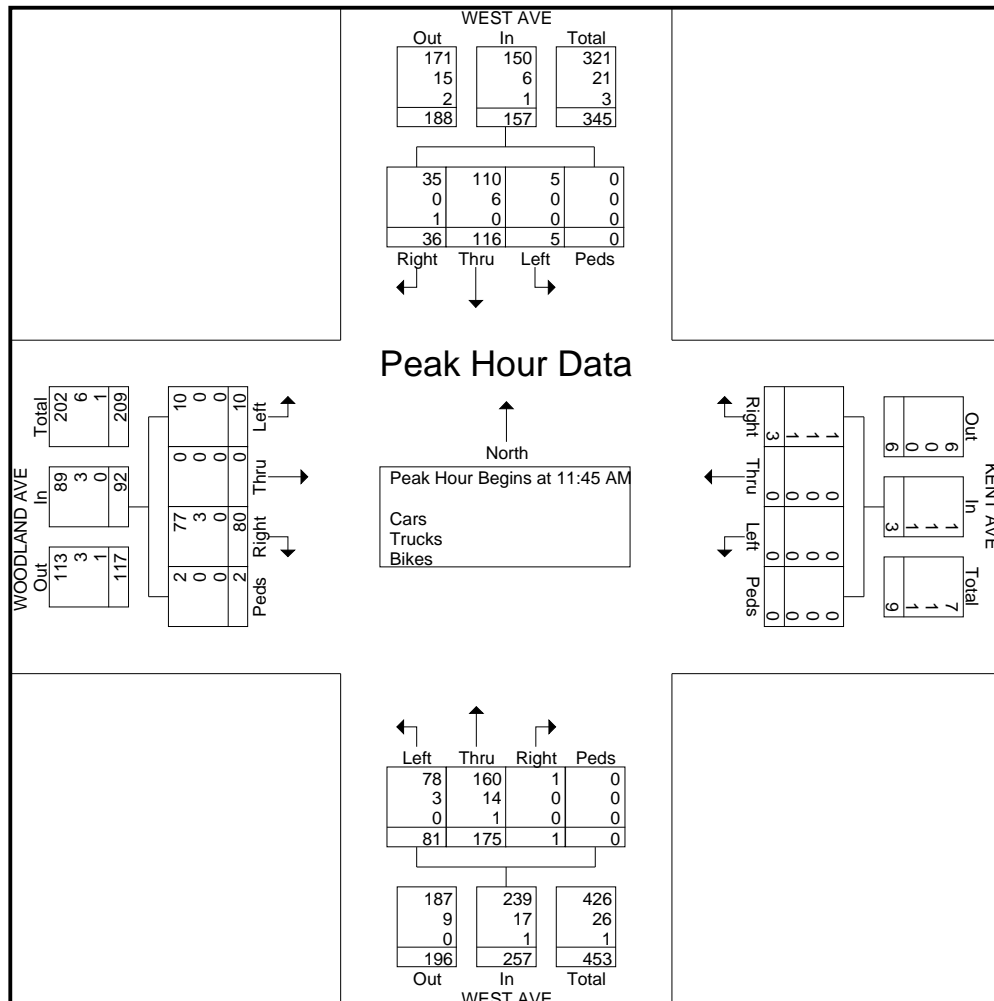 WEST AVE
Out In Total
171 150 321
15 6 21
2 1 3
188 157 345
35 110 5 0
0 6 0 0
1 0 0 0
36 116 5 0
Right Thru Left Peds
Peak Hour Data
North
Peak Hour Begins at 11:45 AM
Cars
Trucks
Bikes
WOODLAND AVE
Out In Total
113 89 202
3 3 6
1 0 1
117 92 209
2 77 0 10
0 3 0 0
0 0 0 0
2 80 0 10
Peds Right Thru Left
KENT AVE
Out In Total
6 1 7
0 1 1
0 1 1
6 3 9
1 0 0 0
1 0 0 0
1 0 0 0
3 0 0 0
Right Thru Left Peds
Left Thru Right Peds
78 160 1 0
3 14 0 0
0 1 0 0
81 175 1 0
187 239 426
9 17 26
0 1 1
196 257 453
Out In Total
WEST AVE